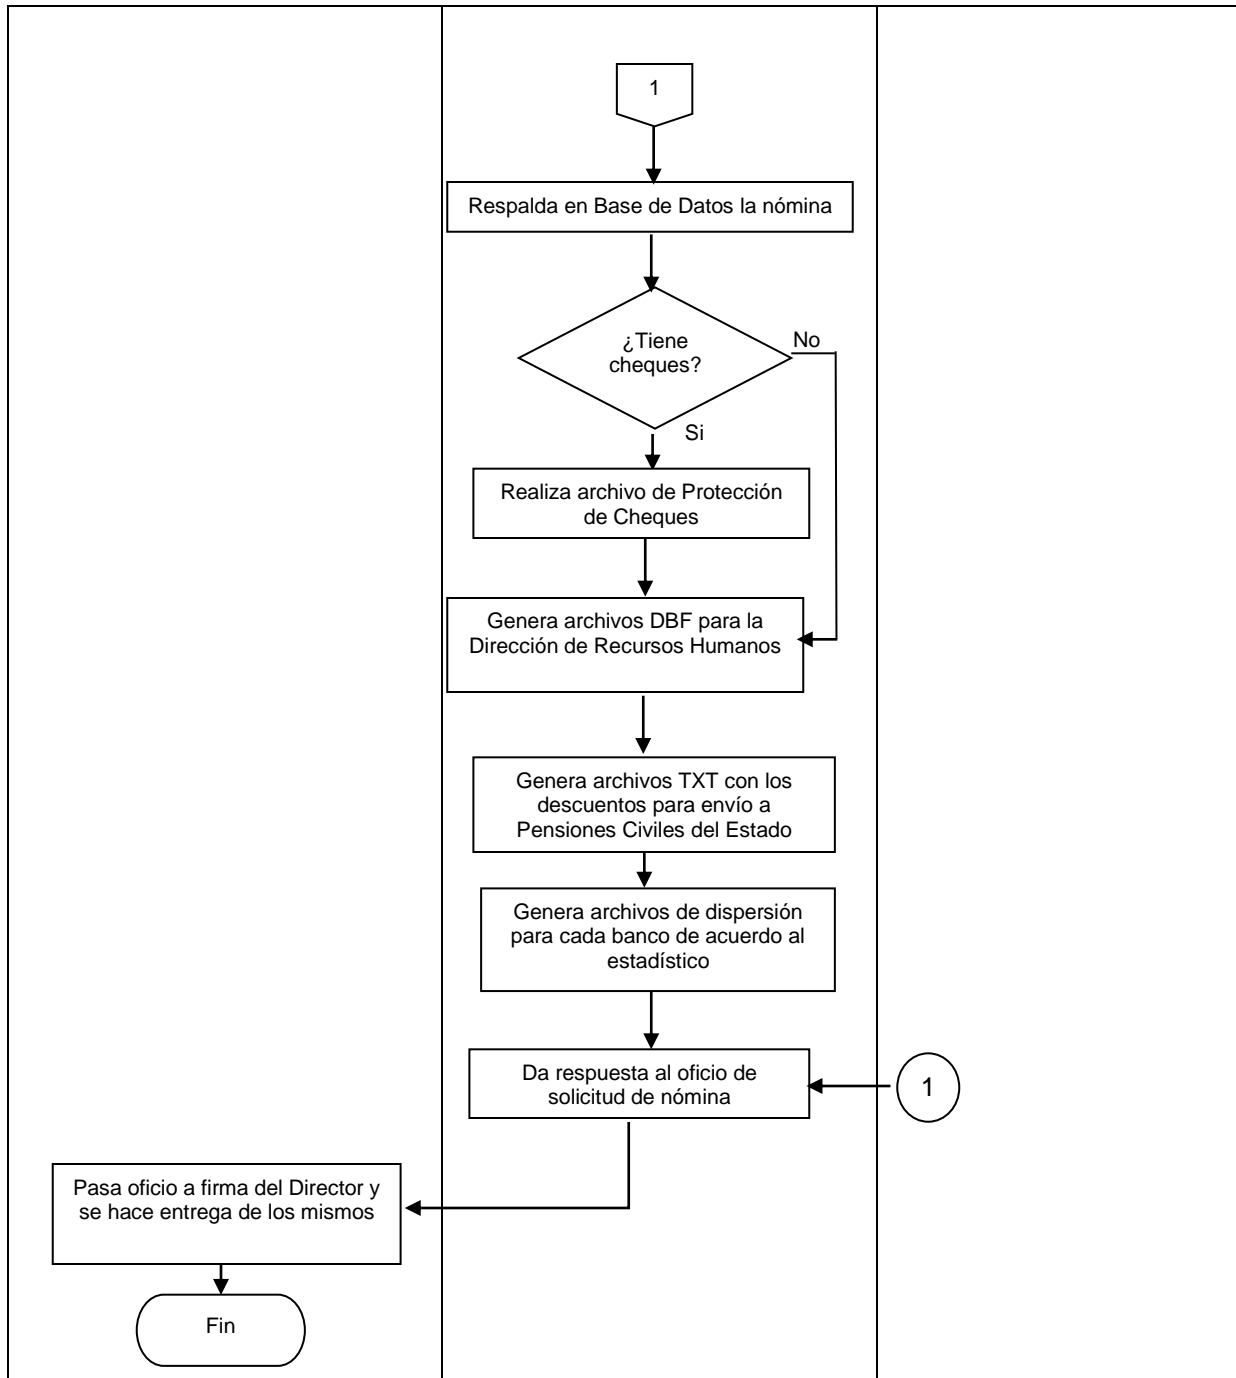 1
Respalda en Base de Datos la nómina
¿Tiene
cheques?
No
Si
Realiza archivo de Protección
de Cheques
Genera archivos DBF para la
Dirección de Recursos Humanos
Genera archivos TXT con los
descuentos para envío a
Pensiones Civiles del Estado
Genera archivos de dispersión
para cada banco de acuerdo al
estadístico
Da respuesta al oficio de
solicitud de nómina
1
Pasa oficio a firma del Director y
se hace entrega de los mismos
Fin